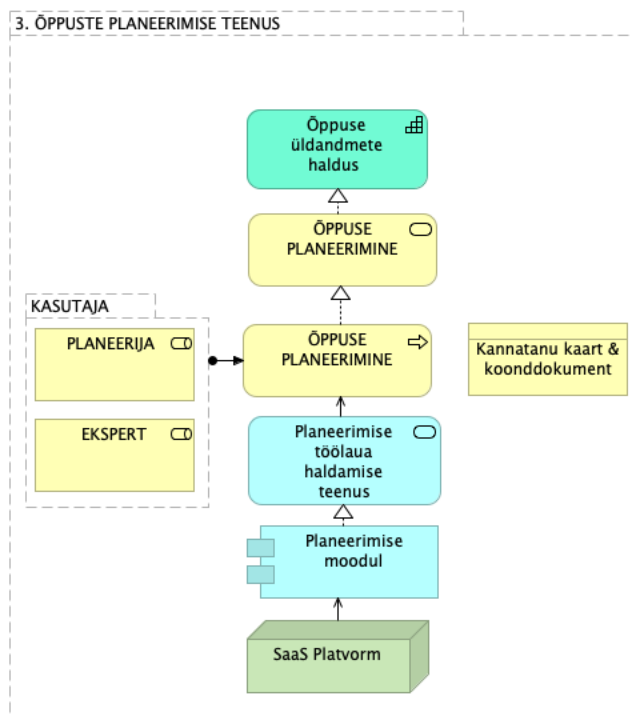 3. ÕPPUSTE PLANEERIMISE TEENUS
Õppuse
üldandmete
haldus
ÕPPUSE
PLANEERIMINE
KASUTAJA
PLANEERIJA
EKSPERT
ÕPPUSE
PLANEERIMINE
Kannatanu kaart &
koonddokument
Planeerimise
töölaua
haldamise
teenus
Planeerimise
moodul
SaaS Platvorm